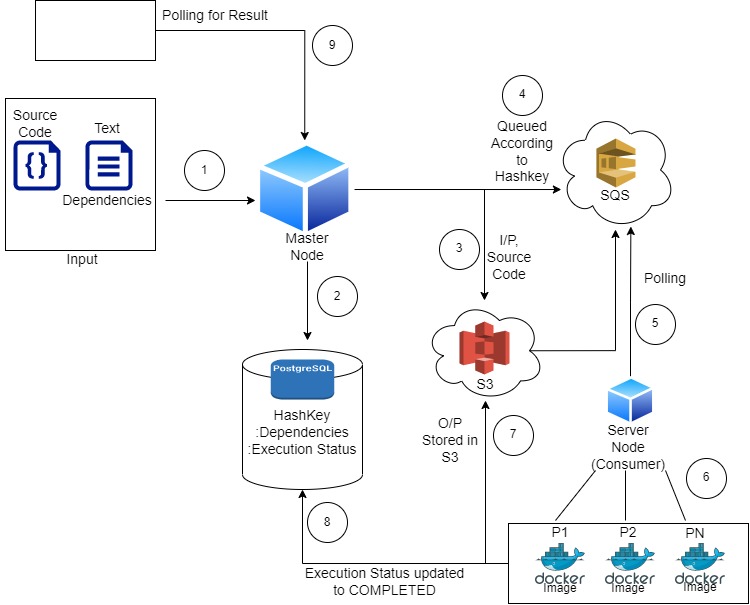 Polling for Result
9
Source
Code
Text
Dependencies
Input
1
Master
Node
4
Queued
According
to
Hashkey
SQS
3
I/P,
Source
Code
2
Polling
5
S3
PostgreSQL
HashKey
:Dependencies
:Execution Status
O/P
Stored in
S3
7
Server
Node
(Consumer)
6
8
P1
P2
PN
docker
docker
docker
Image
Image
Image
Execution Status updated
to COMPLETED